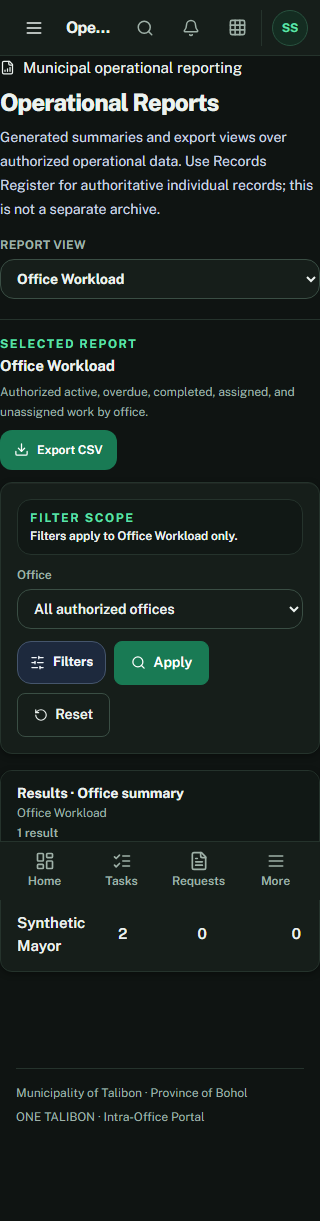 Ope...
SS
Municipal operational reporting
Operational Reports
Generated summaries and export views over
authorized operational data. Use Records
Register for authoritative individual records; this
is not a separate archive.
REPORT VIEW
Office Workload
SELECTED REPORT
Office Workload
Authorized active, overdue, completed, assigned, and
unassigned work by office.
Export CSV
FILTER SCOPE
Filters apply to Office Workload only.
Office
All authorized offices
Filters
Apply
Reset
Results · Office summary
Office Workload
1 result
Home
Tasks
Requests
More
Synthetic
Mayor
2
0
0
Municipality of Talibon · Province of Bohol
ONE TALIBON · Intra-Office Portal